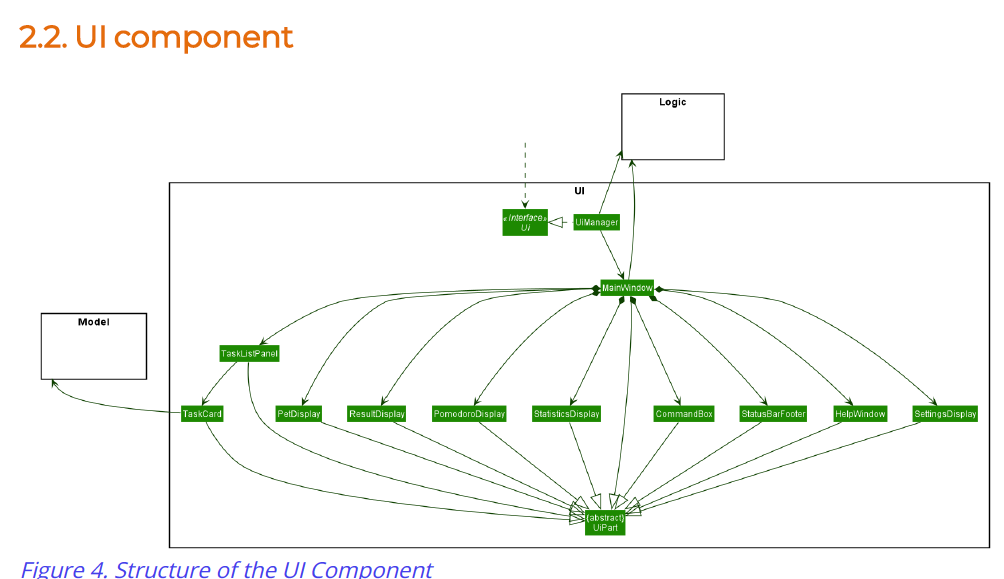 2.2. UI component
Logic
UI
«Interface»
UI
UiManager
MainWindow
Model
TaskListPanel
TaskCard
PetDisplay
ResultDisplay
PomodoroDisplay
StatisticsDisplay
CommandBox
StatusBarFooter
HelpWindow
SettingsDisplay
{abstract}
UiPart
Figure 4. Structure of the UI Component